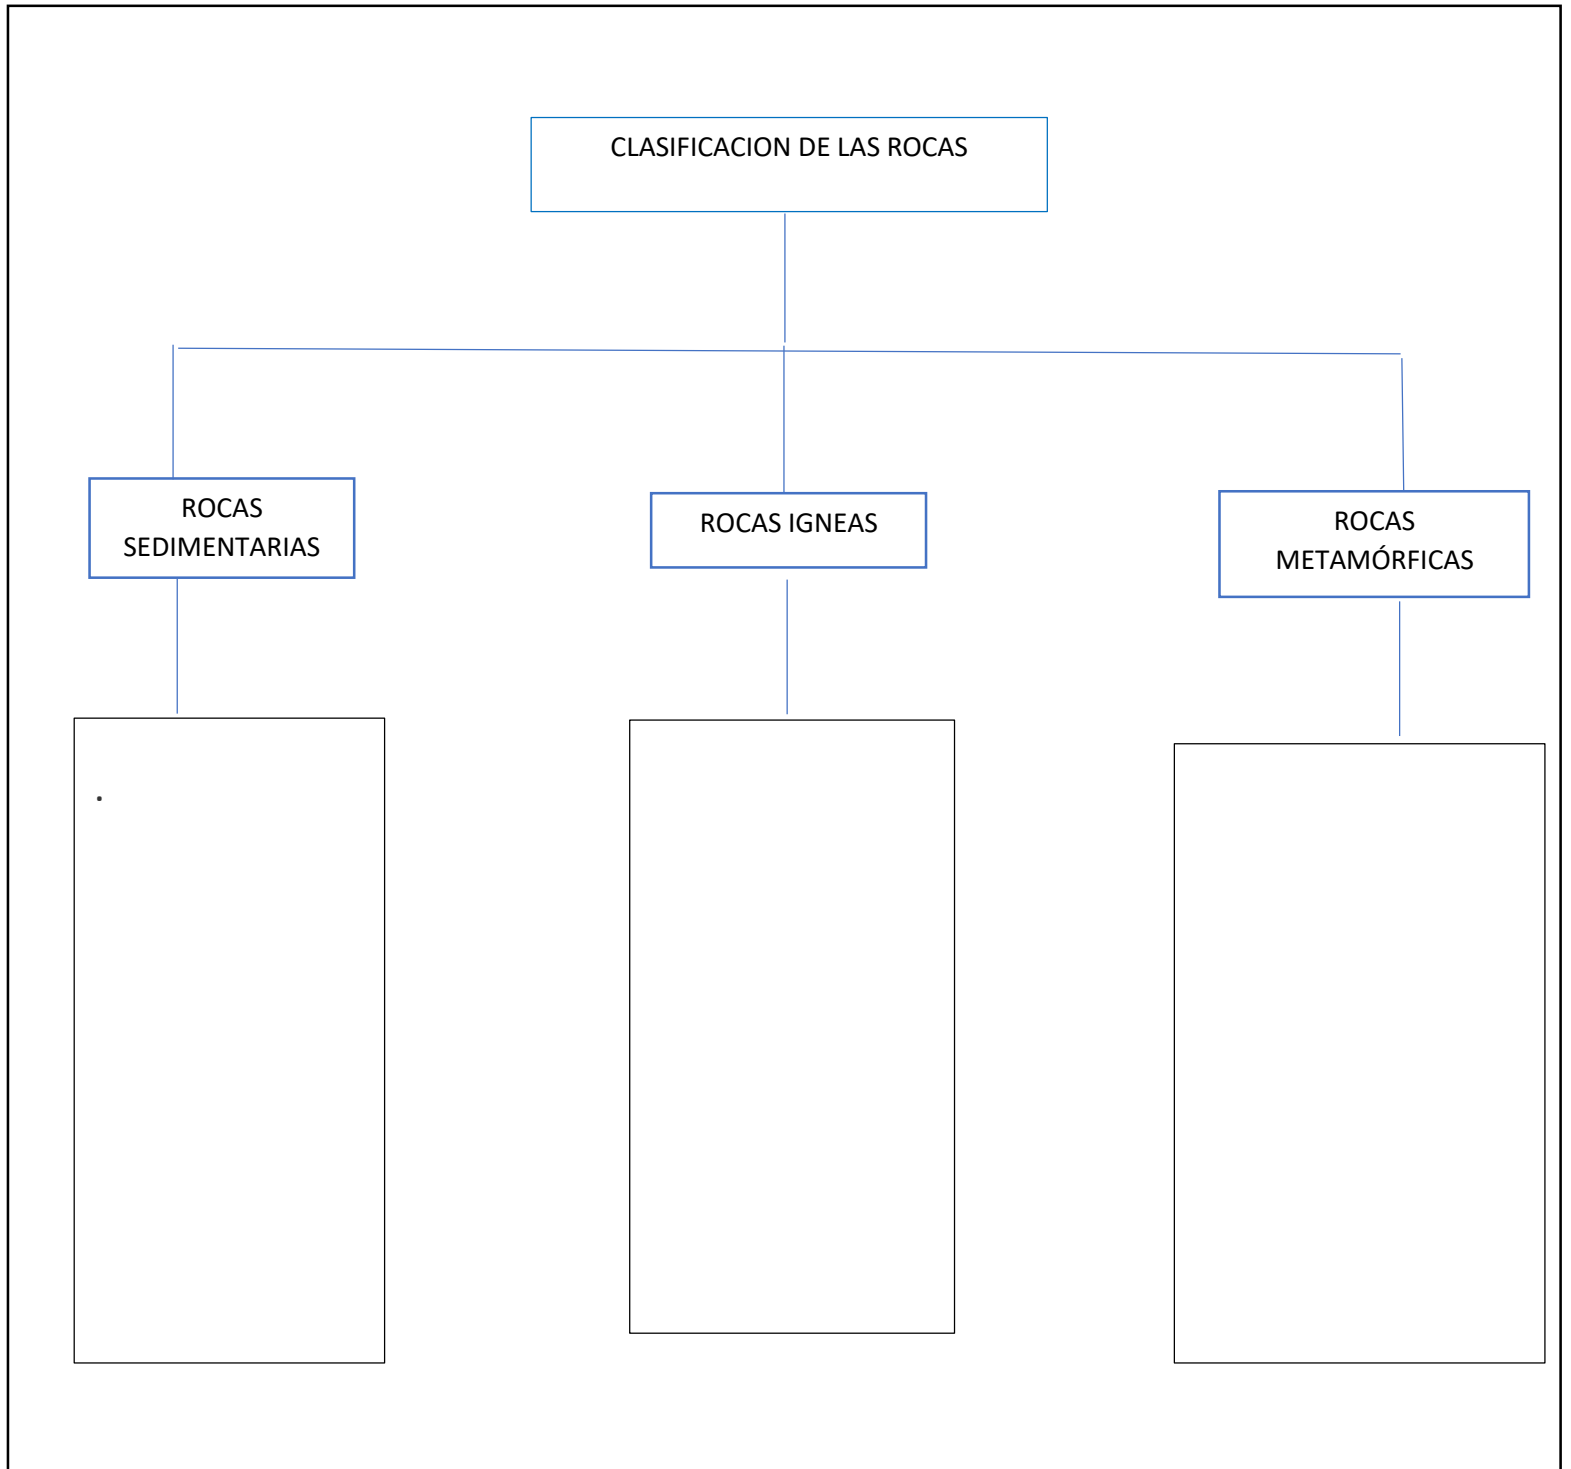 CLASIFICACION DE LAS ROCAS
ROCAS
SEDIMENTARIAS
ROCAS IGNEAS
ROCAS
METAMÓRFICAS
.